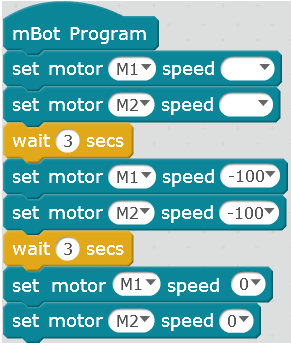 mBot Program
set motor M1 speed
set motor M2 speed
wait 3 secs
set motor M1 speed -100
set motor M2 speed -100
wait 3 secs
set motor M1 speed 0
set motor M2 speed 0